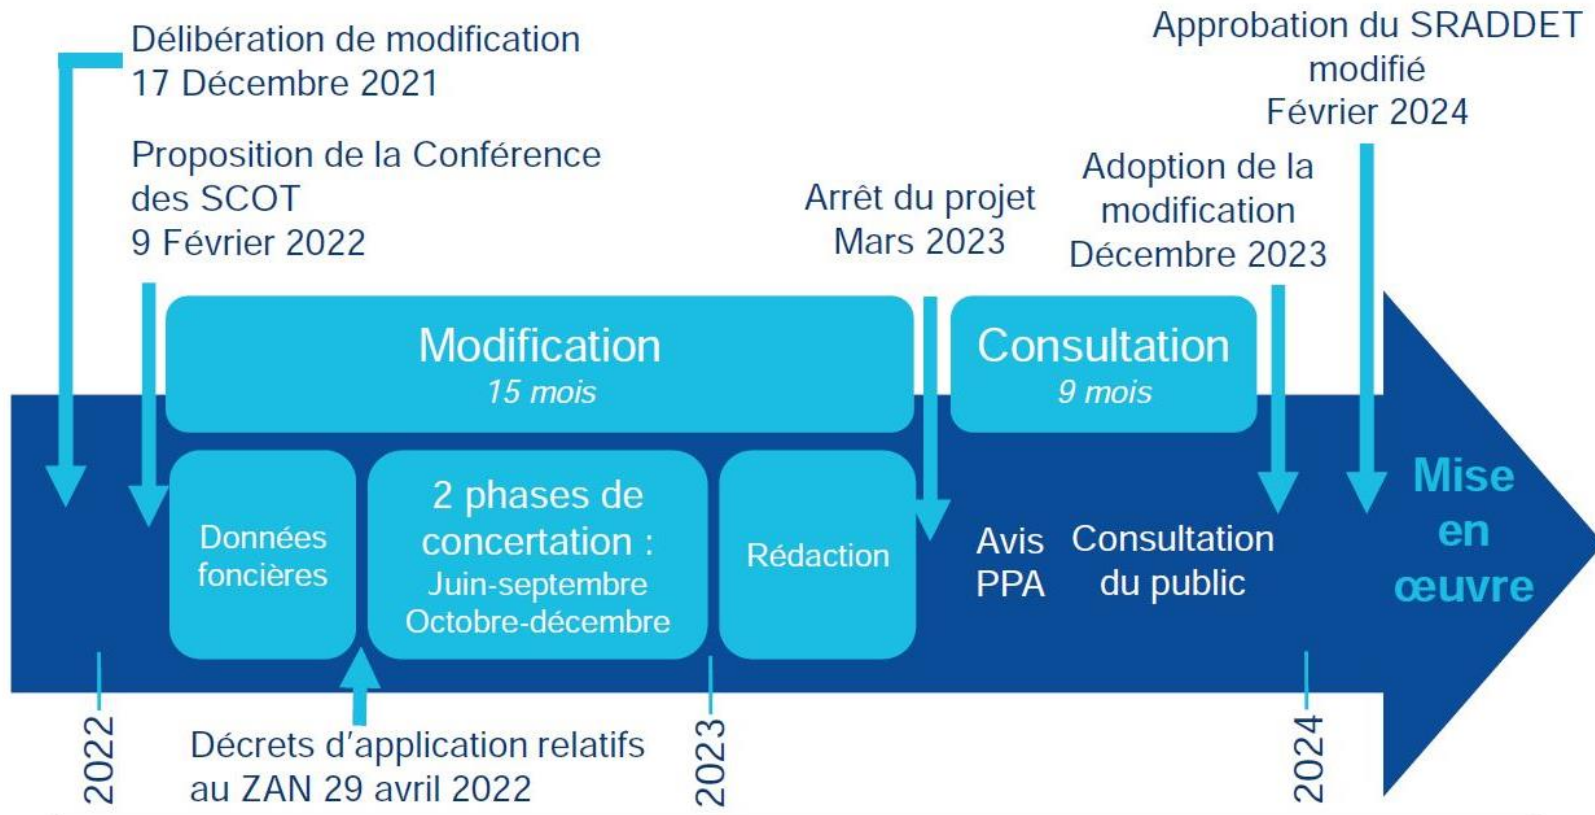 Délibération de modification
17 Décembre 2021
Proposition de la Conférence
des SCOT
9 Février 2022
Arrêt du projet
Mars 2023
Adoption de la
modification
Décembre 2023
Approbation du SRADDET
modifié
Février 2024
Modification
15 mois
Consultation
9 mois
Données
foncières
2 phases de
concertation :
Juin-septembre
Octobre-décembre
Rédaction
Avis
PPA
Consultation
du public
Mise
en
œuvre
2022
Décrets d'application relatifs
au ZAN 29 avril 2022
2023
2024